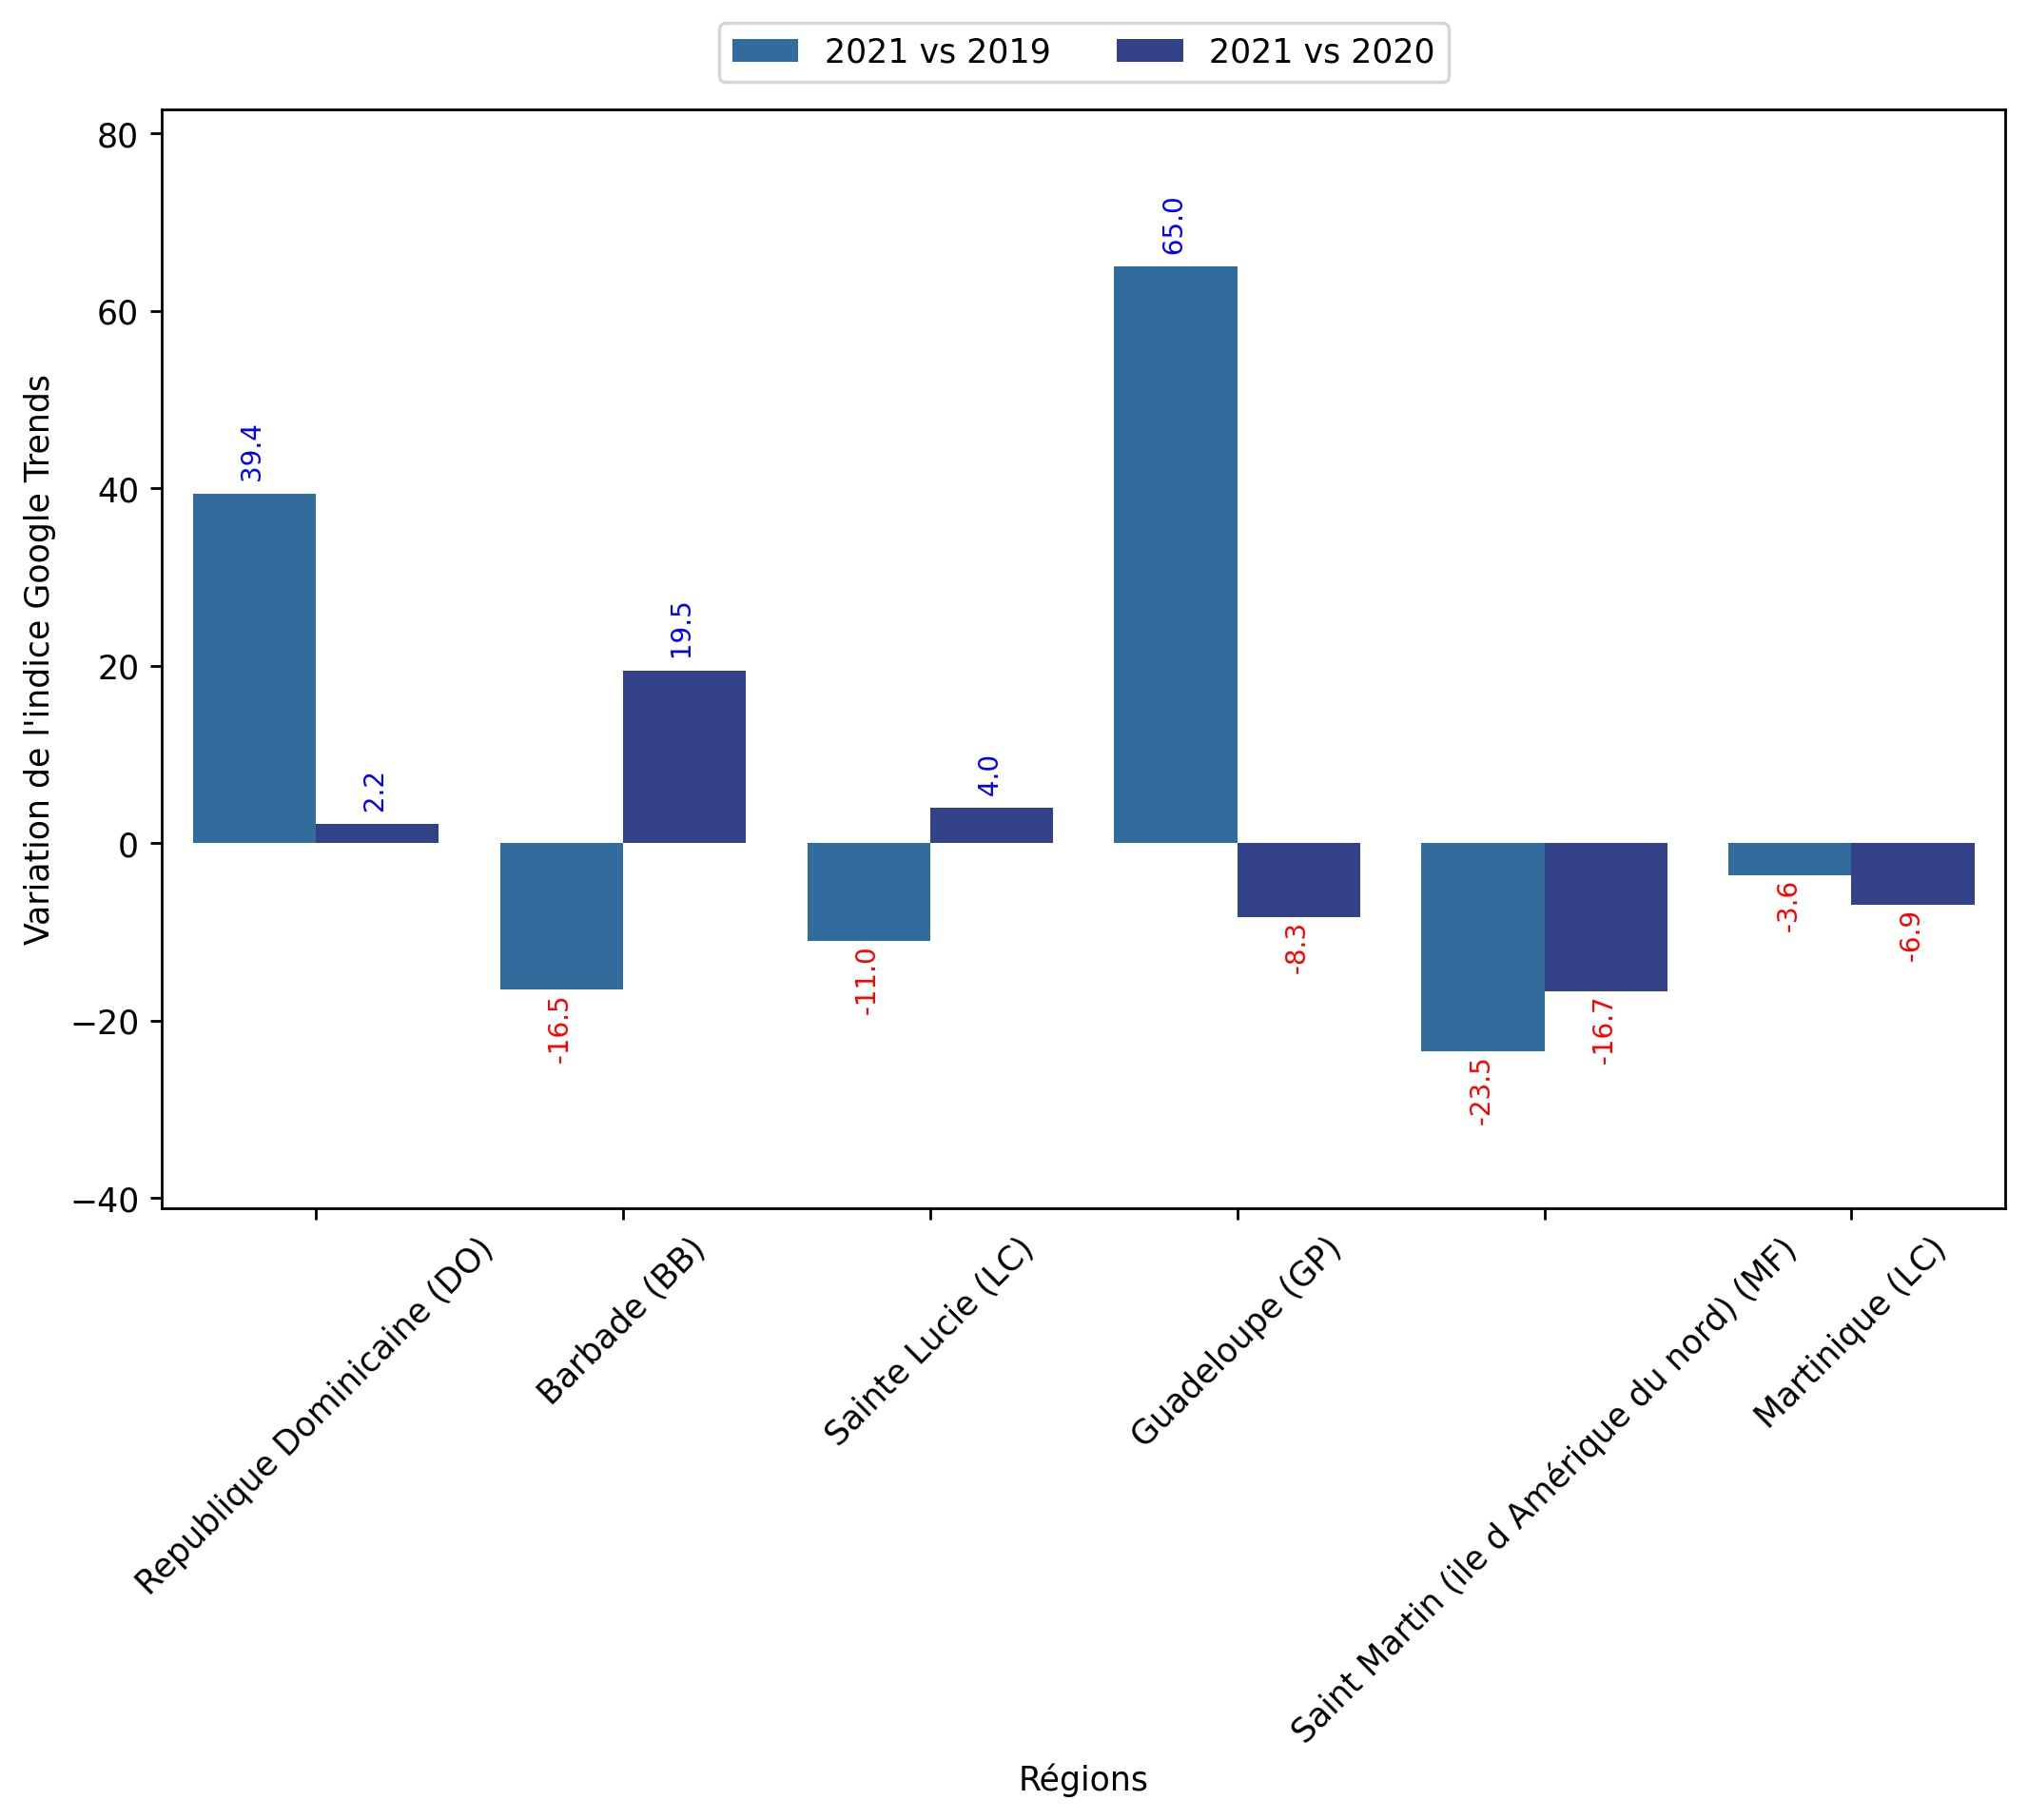 2021 vs 2019
2021 vs 2020
Variation de l'indice Google Trends
80
60
40
20
0
−20
−40
39.4
2.2
-16.5
19.5
-11.0
4.0
65.0
-8.3
-23.5
-16.7
-3.6
-6.9
Republique Dominicaine (DO)
Barbade (BB)
Sainte Lucie (LC)
Guadeloupe (GP)
Saint Martin (ile d Amérique du nord) (MF)
Martinique (LC)
Régions